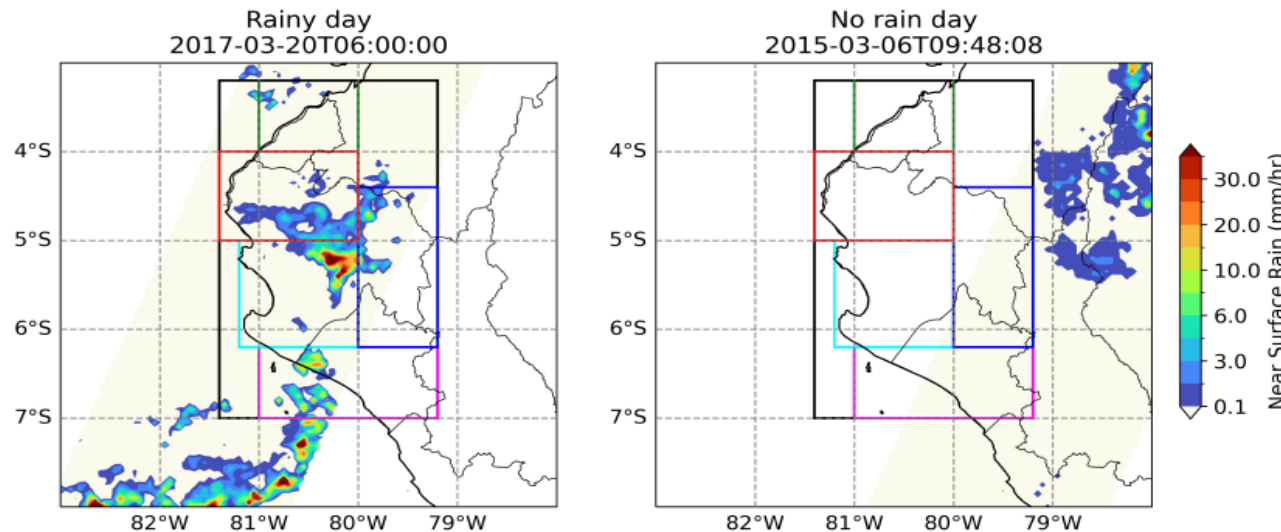 Rainy day
2017-03-20T06:00:00
No rain day
2015-03-06T09:48:08
4°S
5°S
6°S
7°S
82°W
81°W
80°W
79°W
4°S
5°S
6°S
7°S
82°W
81°W
80°W
79°W
30.0
20.0
10.0
6.0
3.0
0.1
Near Surface Rain (mm/hr)